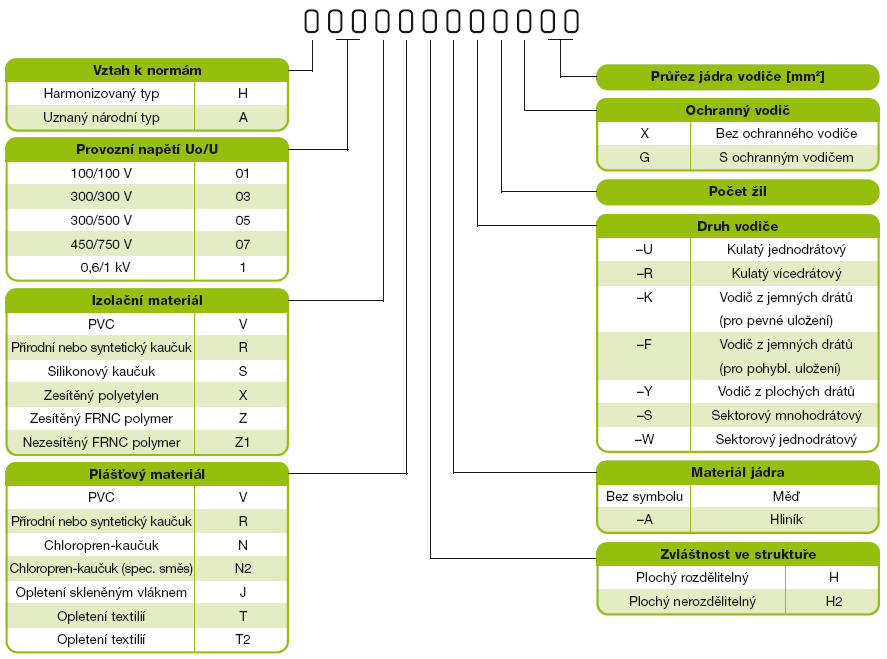 Vztah k normám
Harmonizovaný typ H
Uznaný národní typ A
Provozní napětí Uo/U
100/100 V 01
300/300 V 03
300/500 V 05
450/750 V 07
0,6/1 kV 1
Izolační materiál
PVC V
Přírodní nebo syntetický kaučuk R
Silikonový kaučuk S
Zesítěný polyetylen X
Zesítěný FRNC polymer Z
Nezesítěný FRNC polymer Z1
Plášťový materiál
PVC V
Přírodní nebo syntetický kaučuk R
Chloropren-kaučuk N
Chloropren-kaučuk (spec. směs) N2
Opletení skleněným vláknem J
Opletení textilií T
Opletení textilií T2
Průřez jádra vodiče [mm²]
Ochranný vodič
X Bez ochranného vodiče
G S ochranným vodičem
Počet žil
Druh vodiče
–U Kulatý jednodrátový
–R Kulatý vícedrátový
–K Vodič z jemných drátů
(pro pevné uložení)
–F Vodič z jemných drátů
(pro pohybl. uložení)
–Y Vodič z plochých drátů
–S Sektorový mnohodrátový
–W Sektorový jednodrátový
Materiál jádra
Bez symbolu Měď
–A Hliník
Zvláštnost ve struktuře
Plochý rozdělitelný H
Plochý nerozdělitelný H2